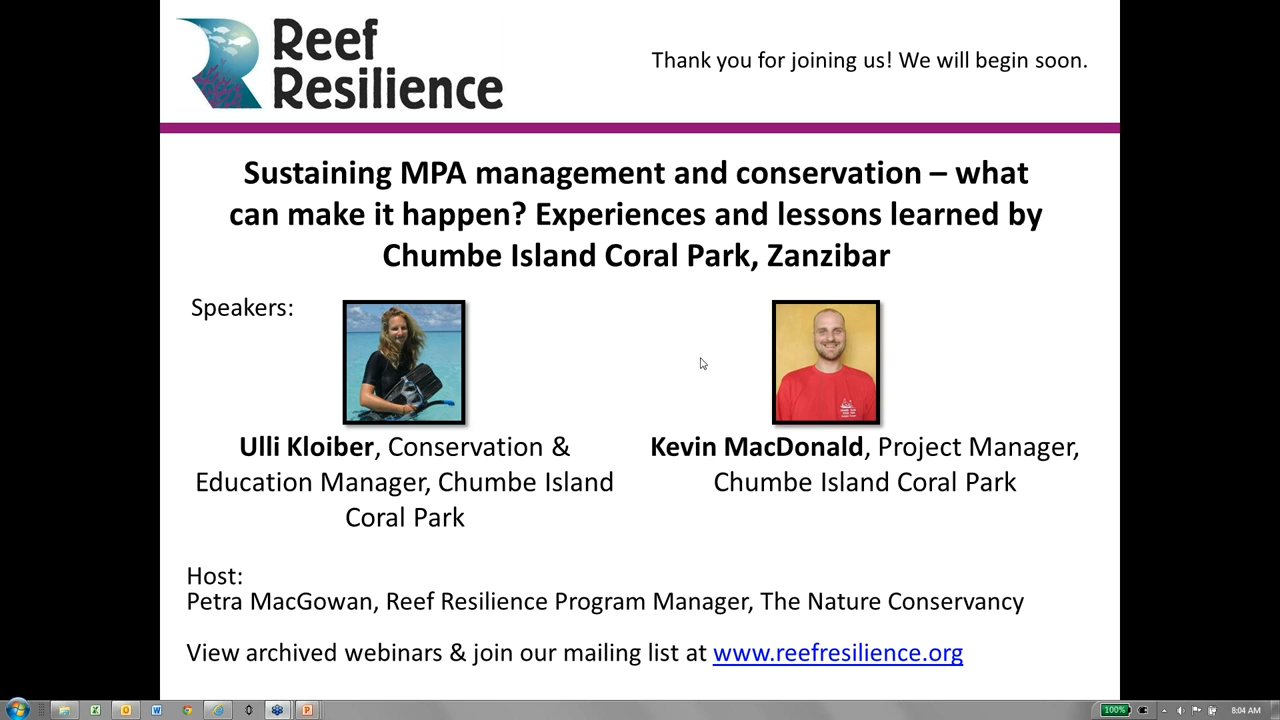 Reef
Resilience
Thank you for joining us! We will begin soon.
Sustaining MPA management and conservation – what
can make it happen? Experiences and lessons learned by
Chumbe Island Coral Park, Zanzibar
Speakers:
Ulli Kloiber, Conservation &
Education Manager, Chumbe Island
Coral Park
Kevin MacDonald, Project Manager,
Chumbe Island Coral Park
Host:
Petra MacGowan, Reef Resilience Program Manager, The Nature Conservancy
View archived webinars & join our mailing list at www.reefresilience.org
100%
8:04 AM